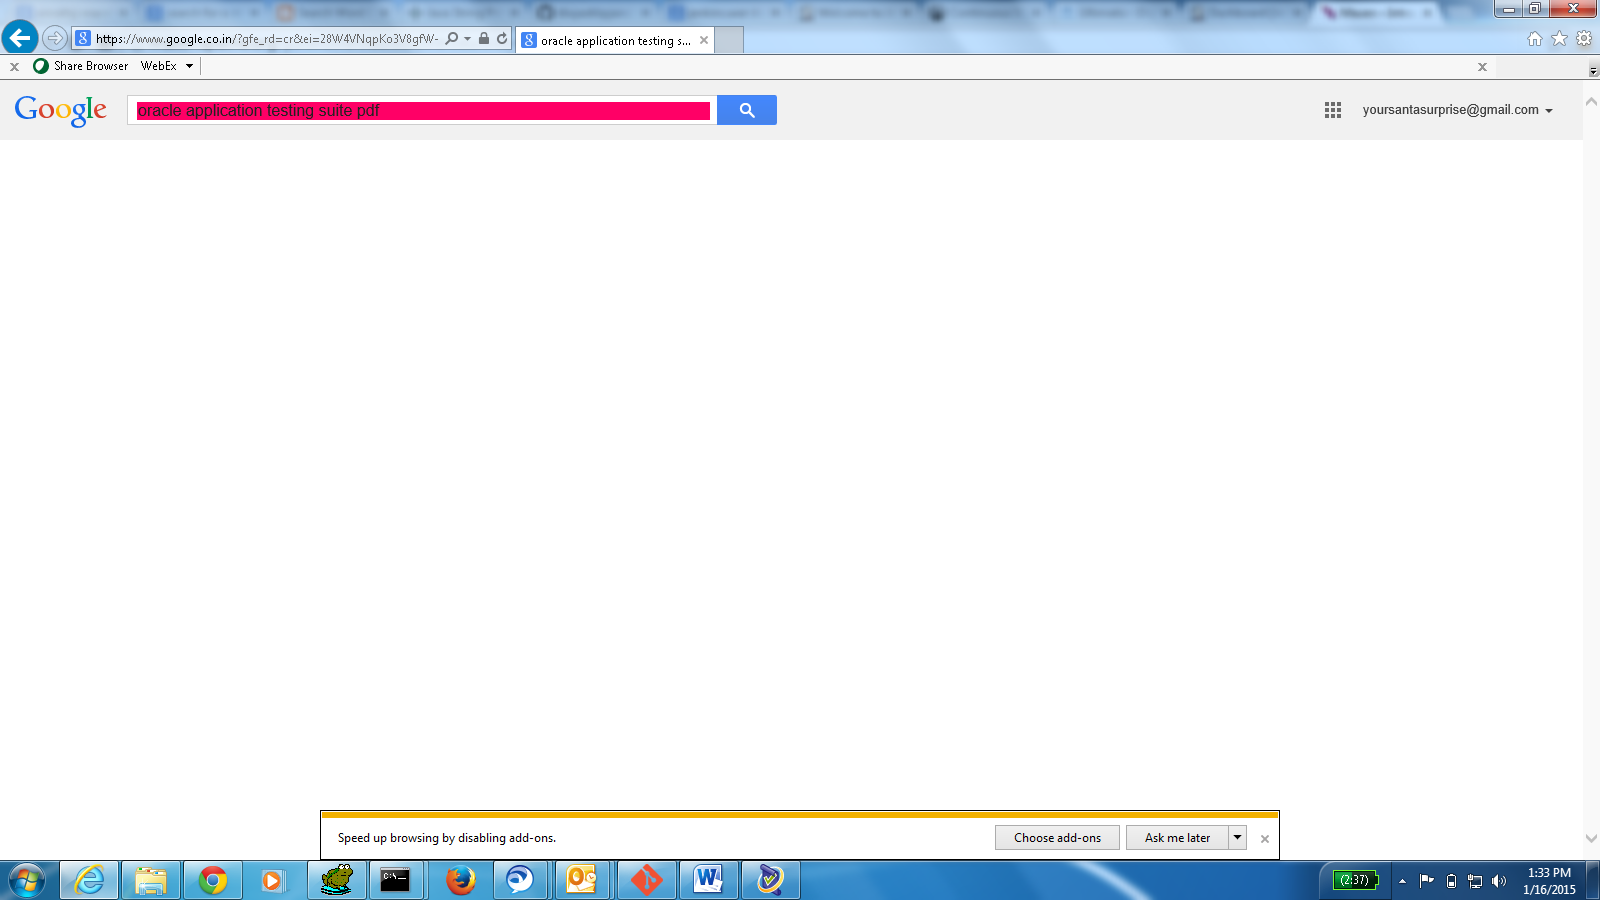 https://www.google.co.in/?gfe_rd=cr&ei=28W4VNqpKo3V8gfW-
oracle application testing s...
Share Browser WebEx
Google
oracle application testing suite pdf
yoursantasurprise@gmail.com
Speed up browsing by disabling add-ons.
Choose add-ons
Ask me later
(2:37)
1:33 PM
1/16/2015